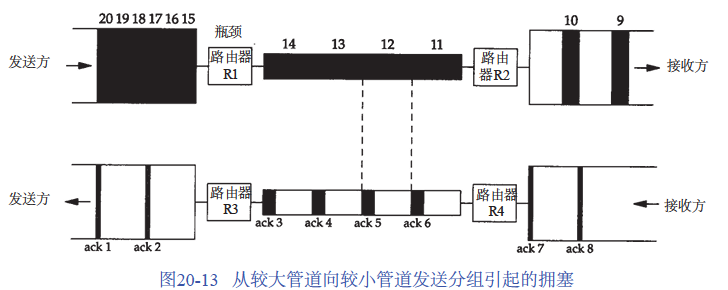 20 19 18 17 16 15
瓶颈
14 13 12 11
10 9
发送方
路由器
R1
路由
器R2
接收方
发送方
路由器
R3
路由器
R4
接收方
ack 1 ack 2
ack 3 ack 4 ack 5 ack 6
ack 7 ack 8
图20-13 从较大管道向较小管道发送分组引起的拥塞